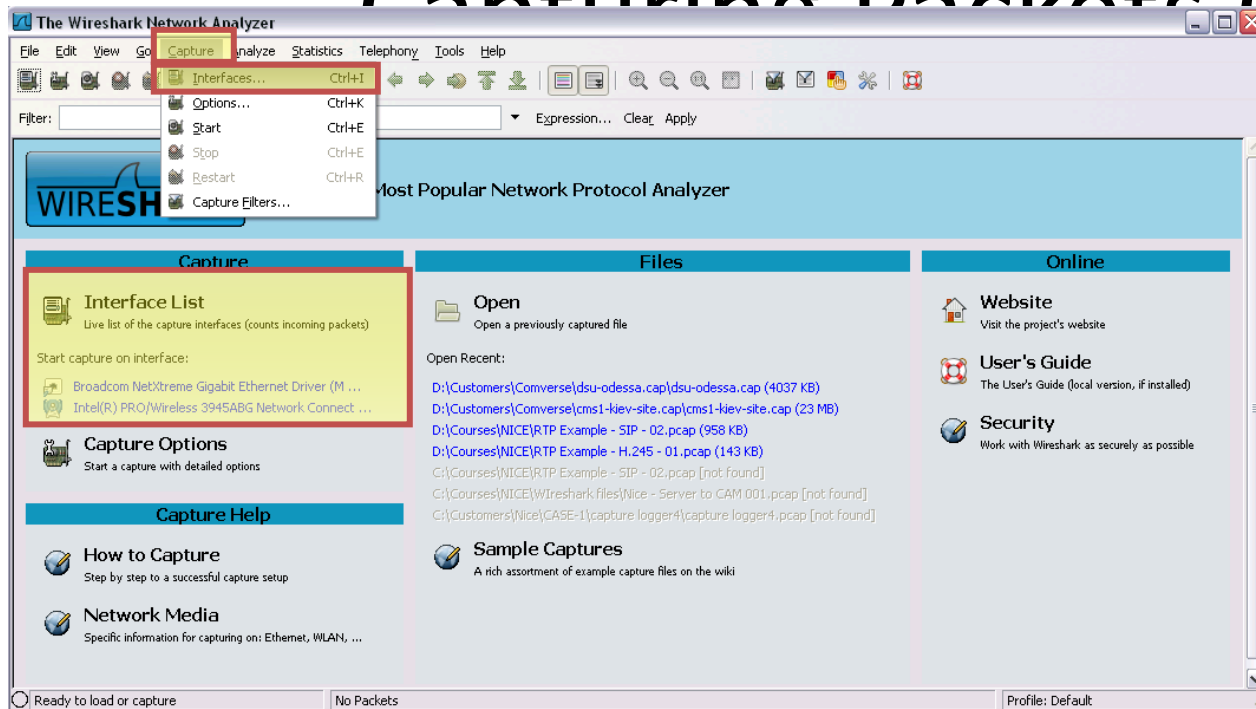 Capturing Packets
The Wireshark Network Analyzer
File Edit View Go Capture Analyze Statistics Telephony Tools Help
Interfaces... Ctrl+I
Options... Ctrl+K
Start Ctrl+E
Stop Ctrl+E
Restart Ctrl+R
Capture Filters...
Filter: Expression... Clear Apply
WIRESH
Most Popular Network Protocol Analyzer
Capture
Interface List
Live list of the capture interfaces (counts incoming packets)
Start capture on interface:
Broadcom NetXtreme Gigabit Ethernet Driver (M ...
Intel(R) PRO/Wireless 3945ABG Network Connect ...
Capture Options
Start a capture with detailed options
Capture Help
How to Capture
Step by step to a successful capture setup
Network Media
Specific information for capturing on: Ethernet, WLAN, ...
Files
Open
Open a previously captured file
Open Recent:
D:\Customers\Comverse\dsu-odessa.cap\dsu-odessa.cap (4037 KB)
D:\Customers\Comverse\cms1-kiev-site.cap\cms1-kiev-site.cap (23 MB)
D:\Courses\NICE\RTP Example - SIP - 02.pcap (958 KB)
D:\Courses\NICE\RTP Example - H.245 - 01.pcap (143 KB)
C:\Courses\NICE\RTP Example - SIP - 02.pcap [not found]
C:\Courses\NICE\WIreshark files\Nice - Server to CAM 001.pcap [not found]
C:\Customers\Nice\CASE-1\capture logger4\capture logger4.pcap [not found]
Sample Captures
A rich assortment of example capture files on the wiki
Online
Website
Visit the project's website
User's Guide
The User's Guide (local version, if installed)
Security
Work with Wireshark as securely as possible
Ready to load or capture
No Packets
Profile: Default